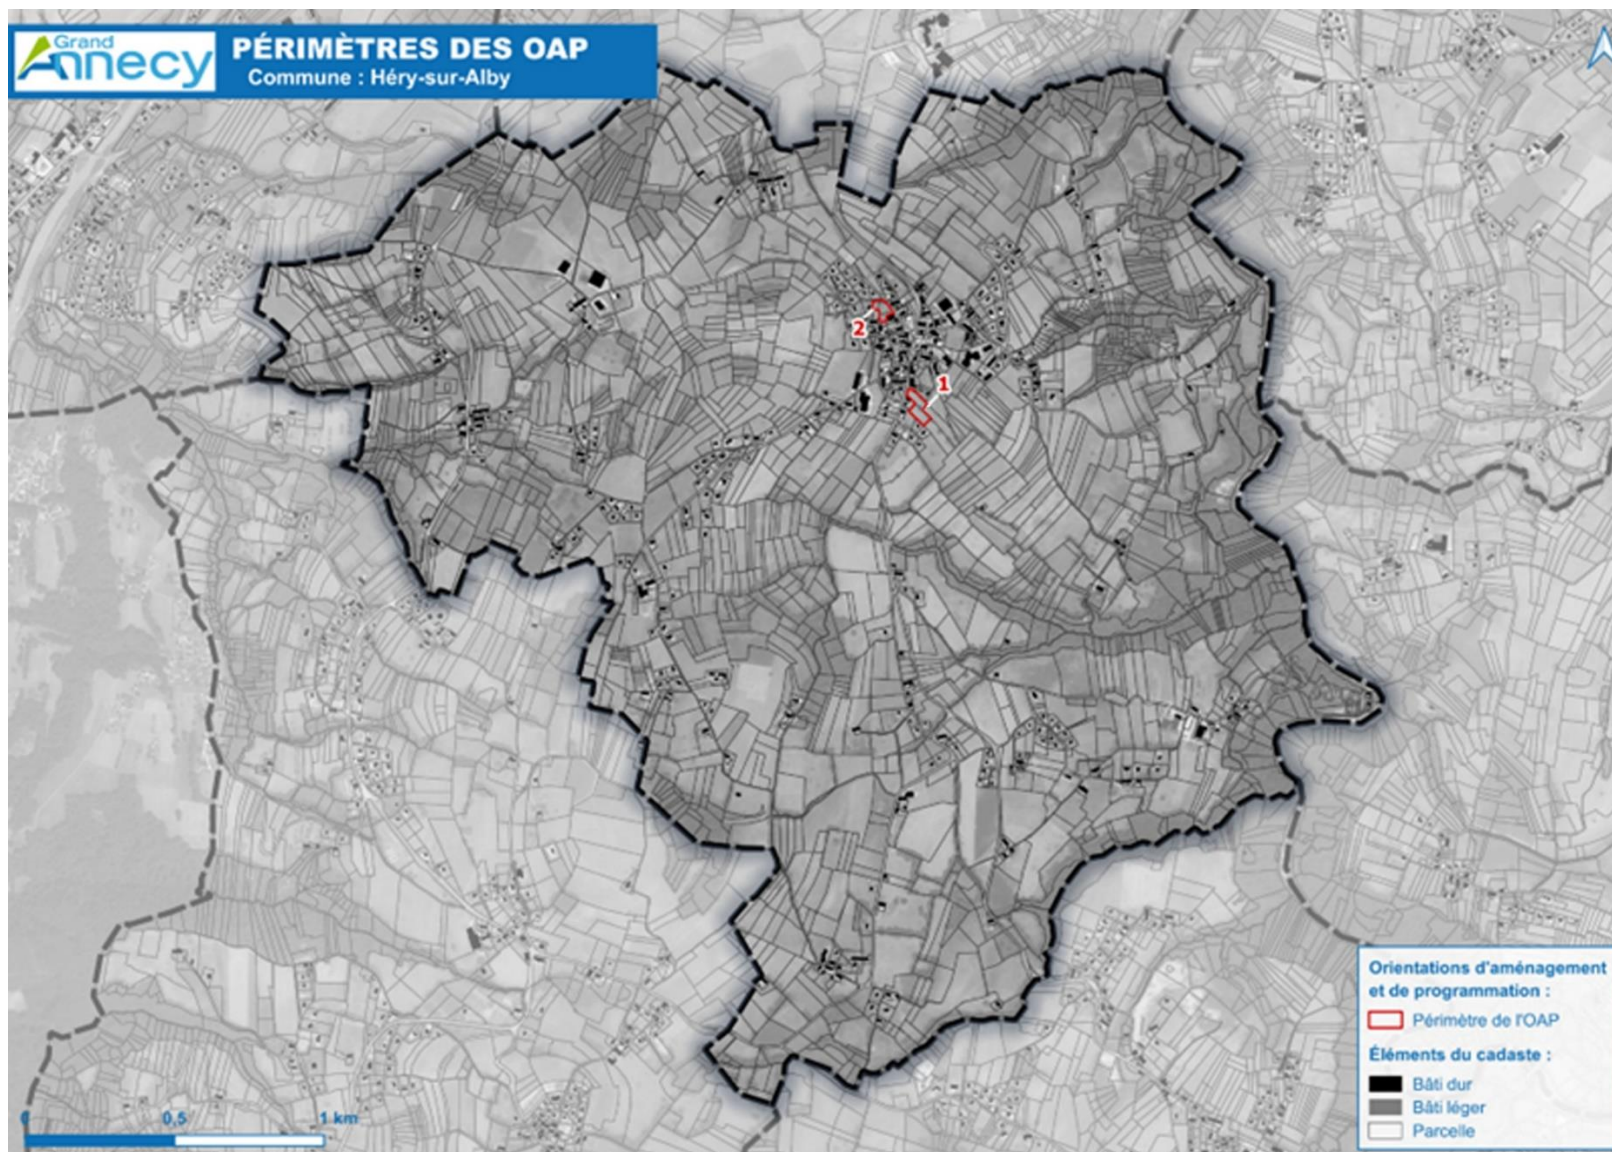 Grand
Annecy
PÉRIMÈTRES DES OAP
Commune : Héry-sur-Alby
2
1
Orientations d'aménagement
et de programmation :
Périmètre de l'OAP
Éléments du cadaste :
Bâti dur
Bâti léger
Parcelle
0 0,5 1 km